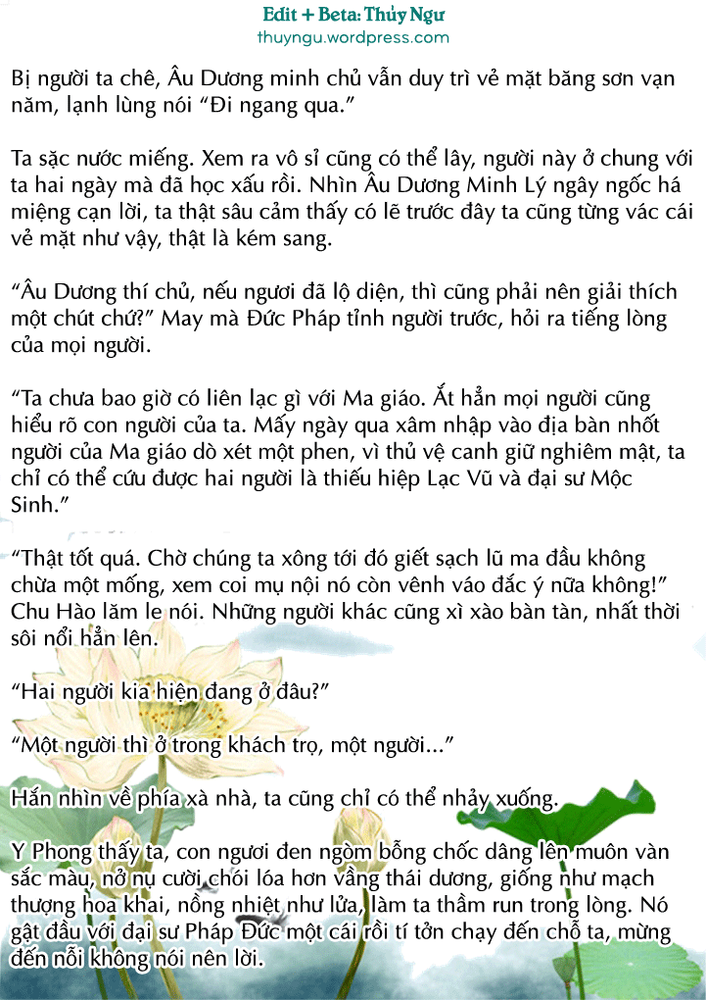 Edit + Beta: Thủy Ngư
thuyngu.wordpress.com
Bị người ta chê, Âu Dương minh chủ vẫn duy trì vẻ mặt băng sơn vạn
năm, lạnh lùng nói “Đi ngang qua.”
Ta sặc nước miếng. Xem ra vô sỉ cũng có thể lây, người này ở chung với
ta hai ngày mà đã học xấu rồi. Nhìn Âu Dương Minh Lý ngây ngốc há
miệng cạn lời, ta thật sâu cảm thấy có lẽ trước đây ta cũng từng vác cái
vẻ mặt như vậy, thật là kém sang.
“Âu Dương thí chủ, nếu ngươi đã lộ diện, thì cũng phải nên giải thích
một chút chứ?” May mà Đức Pháp tỉnh người trước, hỏi ra tiếng lòng
của mọi người.
“Ta chưa bao giờ có liên lạc gì với Ma giáo. Ắt hẳn mọi người cũng
hiểu rõ con người của ta. Mấy ngày qua xâm nhập vào địa bàn nhốt
người của Ma giáo dò xét một phen, vì thủ vệ canh giữ nghiêm mật, ta
chỉ có thể cứu được hai người là thiếu hiệp Lạc Vũ và đại sư Mộc
Sinh.”
“Thật tốt quá. Chờ chúng ta xông tới đó giết sạch lũ ma đầu không
chừa một mống, xem coi mụ nội nó còn vênh váo đắc ý nữa không!”
Chu Hào lăm le nói. Những người khác cũng xì xào bàn tàn, nhất thời
sôi nổi hẳn lên.
“Hai người kia hiện đang ở đâu?”
“Một người thì ở trong khách trọ, một người...”
Hắn nhìn về phía xà nhà, ta cũng chỉ có thể nhảy xuống.
Y Phong thấy ta, con ngươi đen ngòm bỗng chốc dâng lên muôn vàn
sắc màu, nở nụ cười chói lóa hơn vầng thái dương, giống như mạch
thượng hoa khai, nồng nhiệt như lửa, làm ta thầm run trong lòng. Nó
gật đầu với đại sư Pháp Đức một cái rồi tí tởn chạy đến chỗ ta, mừng
đến nỗi không nói nên lời.